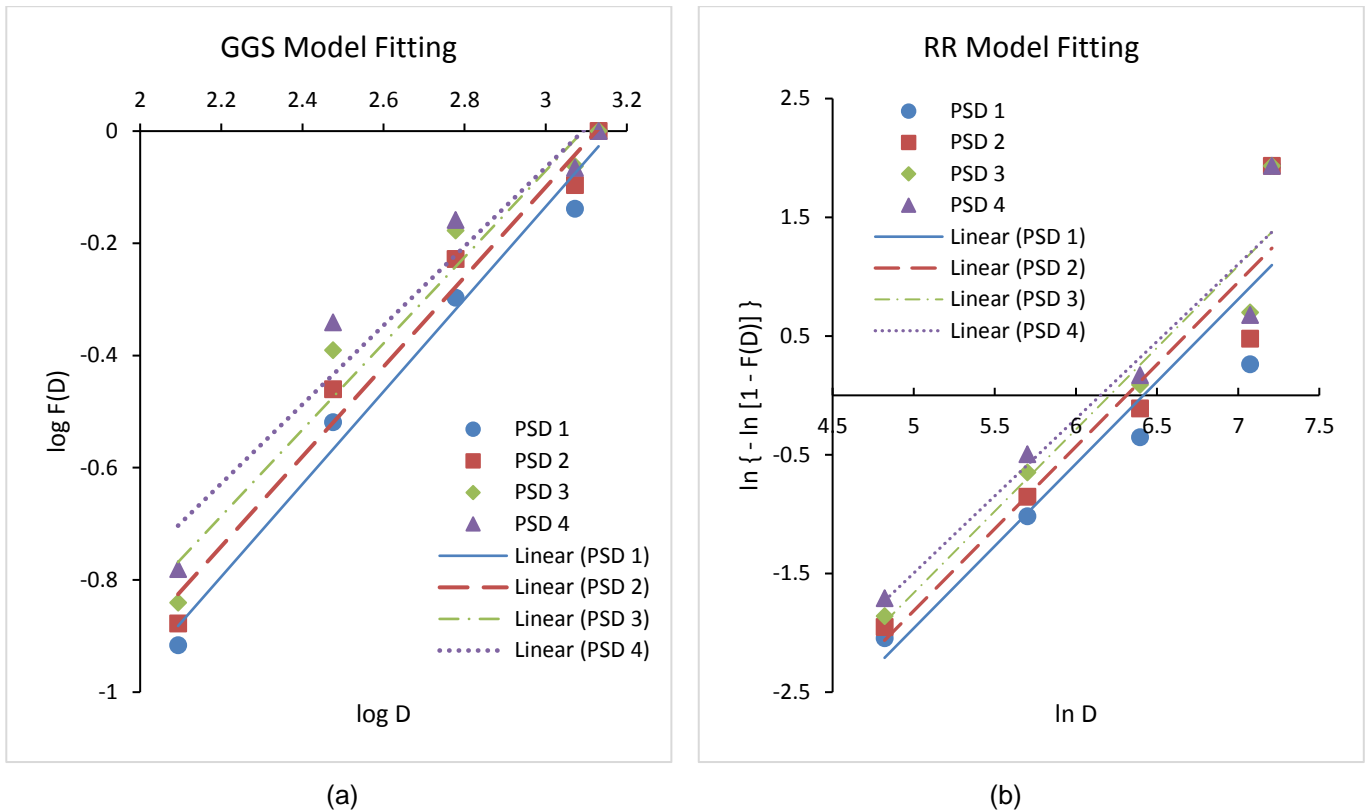 GGS Model Fitting
2 2.2 2.4 2.6 2.8 3 3.2
0
-0.2
-0.4
-0.6
-0.8
-1
log F(D)
log D
PSD 1
PSD 2
PSD 3
PSD 4
Linear (PSD 1)
Linear (PSD 2)
Linear (PSD 3)
Linear (PSD 4)
(a)
RR Model Fitting
2.5
1.5
0.5
-0.5
-1.5
-2.5
4.5 5 5.5 6 6.5 7 7.5
ln { - ln [1 - F(D)] }
ln D
PSD 1
PSD 2
PSD 3
PSD 4
Linear (PSD 1)
Linear (PSD 2)
Linear (PSD 3)
Linear (PSD 4)
(b)